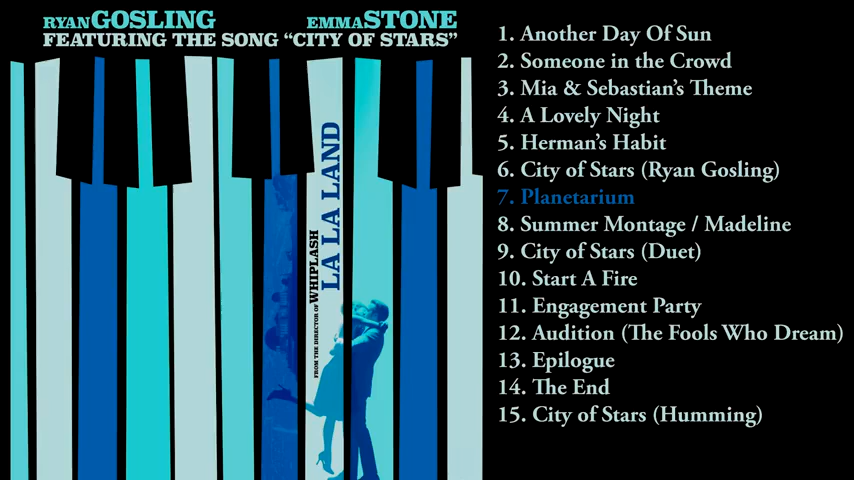 RYAN GOSLING EMMA STONE
FEATURING THE SONG “CITY OF STARS”
LA LA LAND
FROM THE DIRECTOR OF WHIPLASH
1. Another Day Of Sun
2. Someone in the Crowd
3. Mia & Sebastian’s Theme
4. A Lovely Night
5. Herman’s Habit
6. City of Stars (Ryan Gosling)
7. Planetarium
8. Summer Montage / Madeline
9. City of Stars (Duet)
10. Start A Fire
11. Engagement Party
12. Audition (The Fools Who Dream)
13. Epilogue
14. The End
15. City of Stars (Humming)